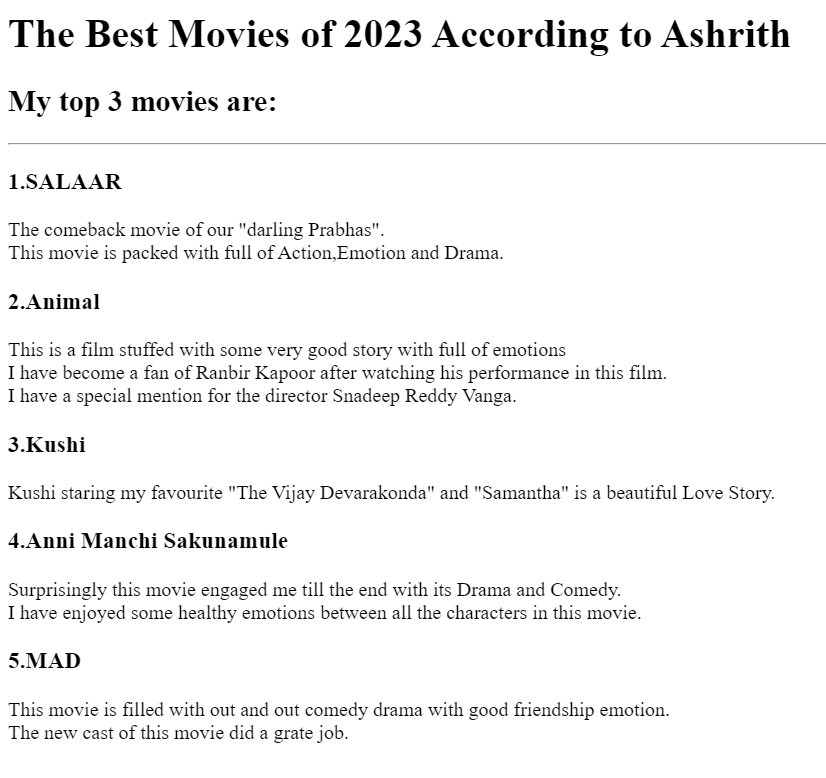 The Best Movies of 2023 According to Ashrith
My top 3 movies are:
1.SALAAR
The comeback movie of our "darling Prabhas".
This movie is packed with full of Action,Emotion and Drama.
2.Animal
This is a film stuffed with some very good story with full of emotions
I have become a fan of Ranbir Kapoor after watching his performance in this film.
I have a special mention for the director Snadeep Reddy Vanga.
3.Kushi
Kushi staring my favourite "The Vijay Devarakonda" and "Samantha" is a beautiful Love Story.
4.Anni Manchi Sakunamule
Surprisingly this movie engaged me till the end with its Drama and Comedy.
I have enjoyed some healthy emotions between all the characters in this movie.
5.MAD
This movie is filled with out and out comedy drama with good friendship emotion.
The new cast of this movie did a grate job.